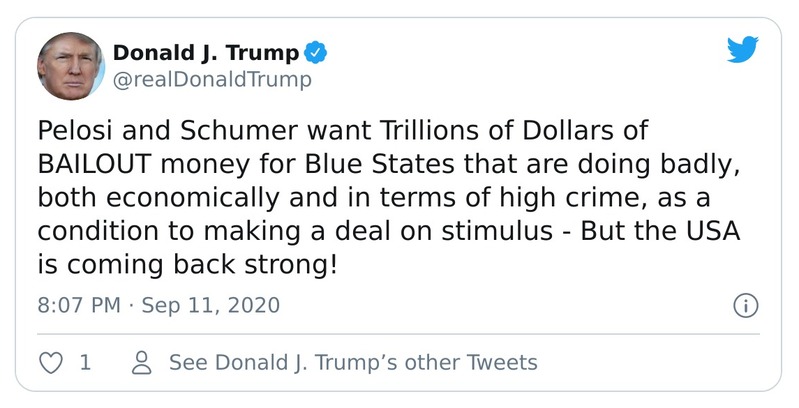 Donald J. Trump
@realDonaldTrump
Pelosi and Schumer want Trillions of Dollars of
BAILOUT money for Blue States that are doing badly,
both economically and in terms of high crime, as a
condition to making a deal on stimulus - But the USA
is coming back strong!
8:07 PM · Sep 11, 2020
1 See Donald J. Trump’s other Tweets